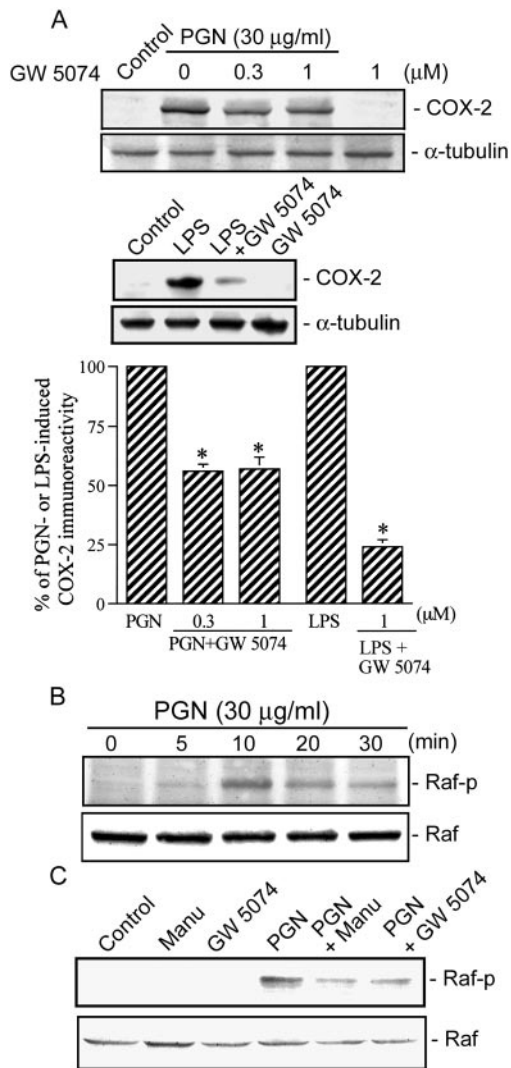 A
Control PGN (30 µg/ml)
GW 5074 0 0.3 1 1 (µM)
- COX-2
- α-tubulin
Control LPS LPS +GW 5074 GW 5074
- COX-2
- α-tubulin
% of PGN- or LPS-induced
COX-2 immunoreactivity
100
75
50
25
0
* * *
PGN 0.3 1 LPS 1 (µM)
PGN+GW 5074 LPS +
GW 5074
B
PGN (30 µg/ml)
0 5 10 20 30 (min)
- Raf-p
- Raf
C
Control Manu GW 5074 PGN PGN + Manu PGN + GW 5074
- Raf-p
- Raf